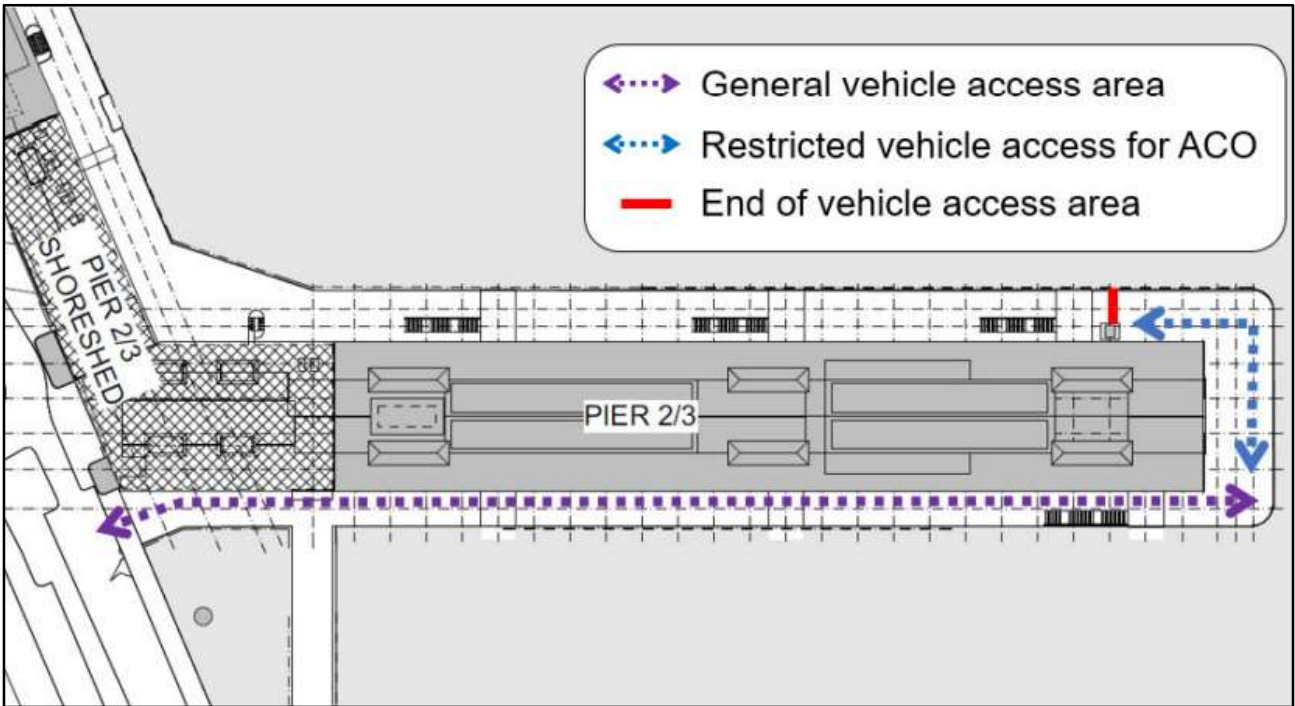 General vehicle access area
Restricted vehicle access for ACO
End of vehicle access area
PIER 2/3
SHORESHED
PIER 2/3